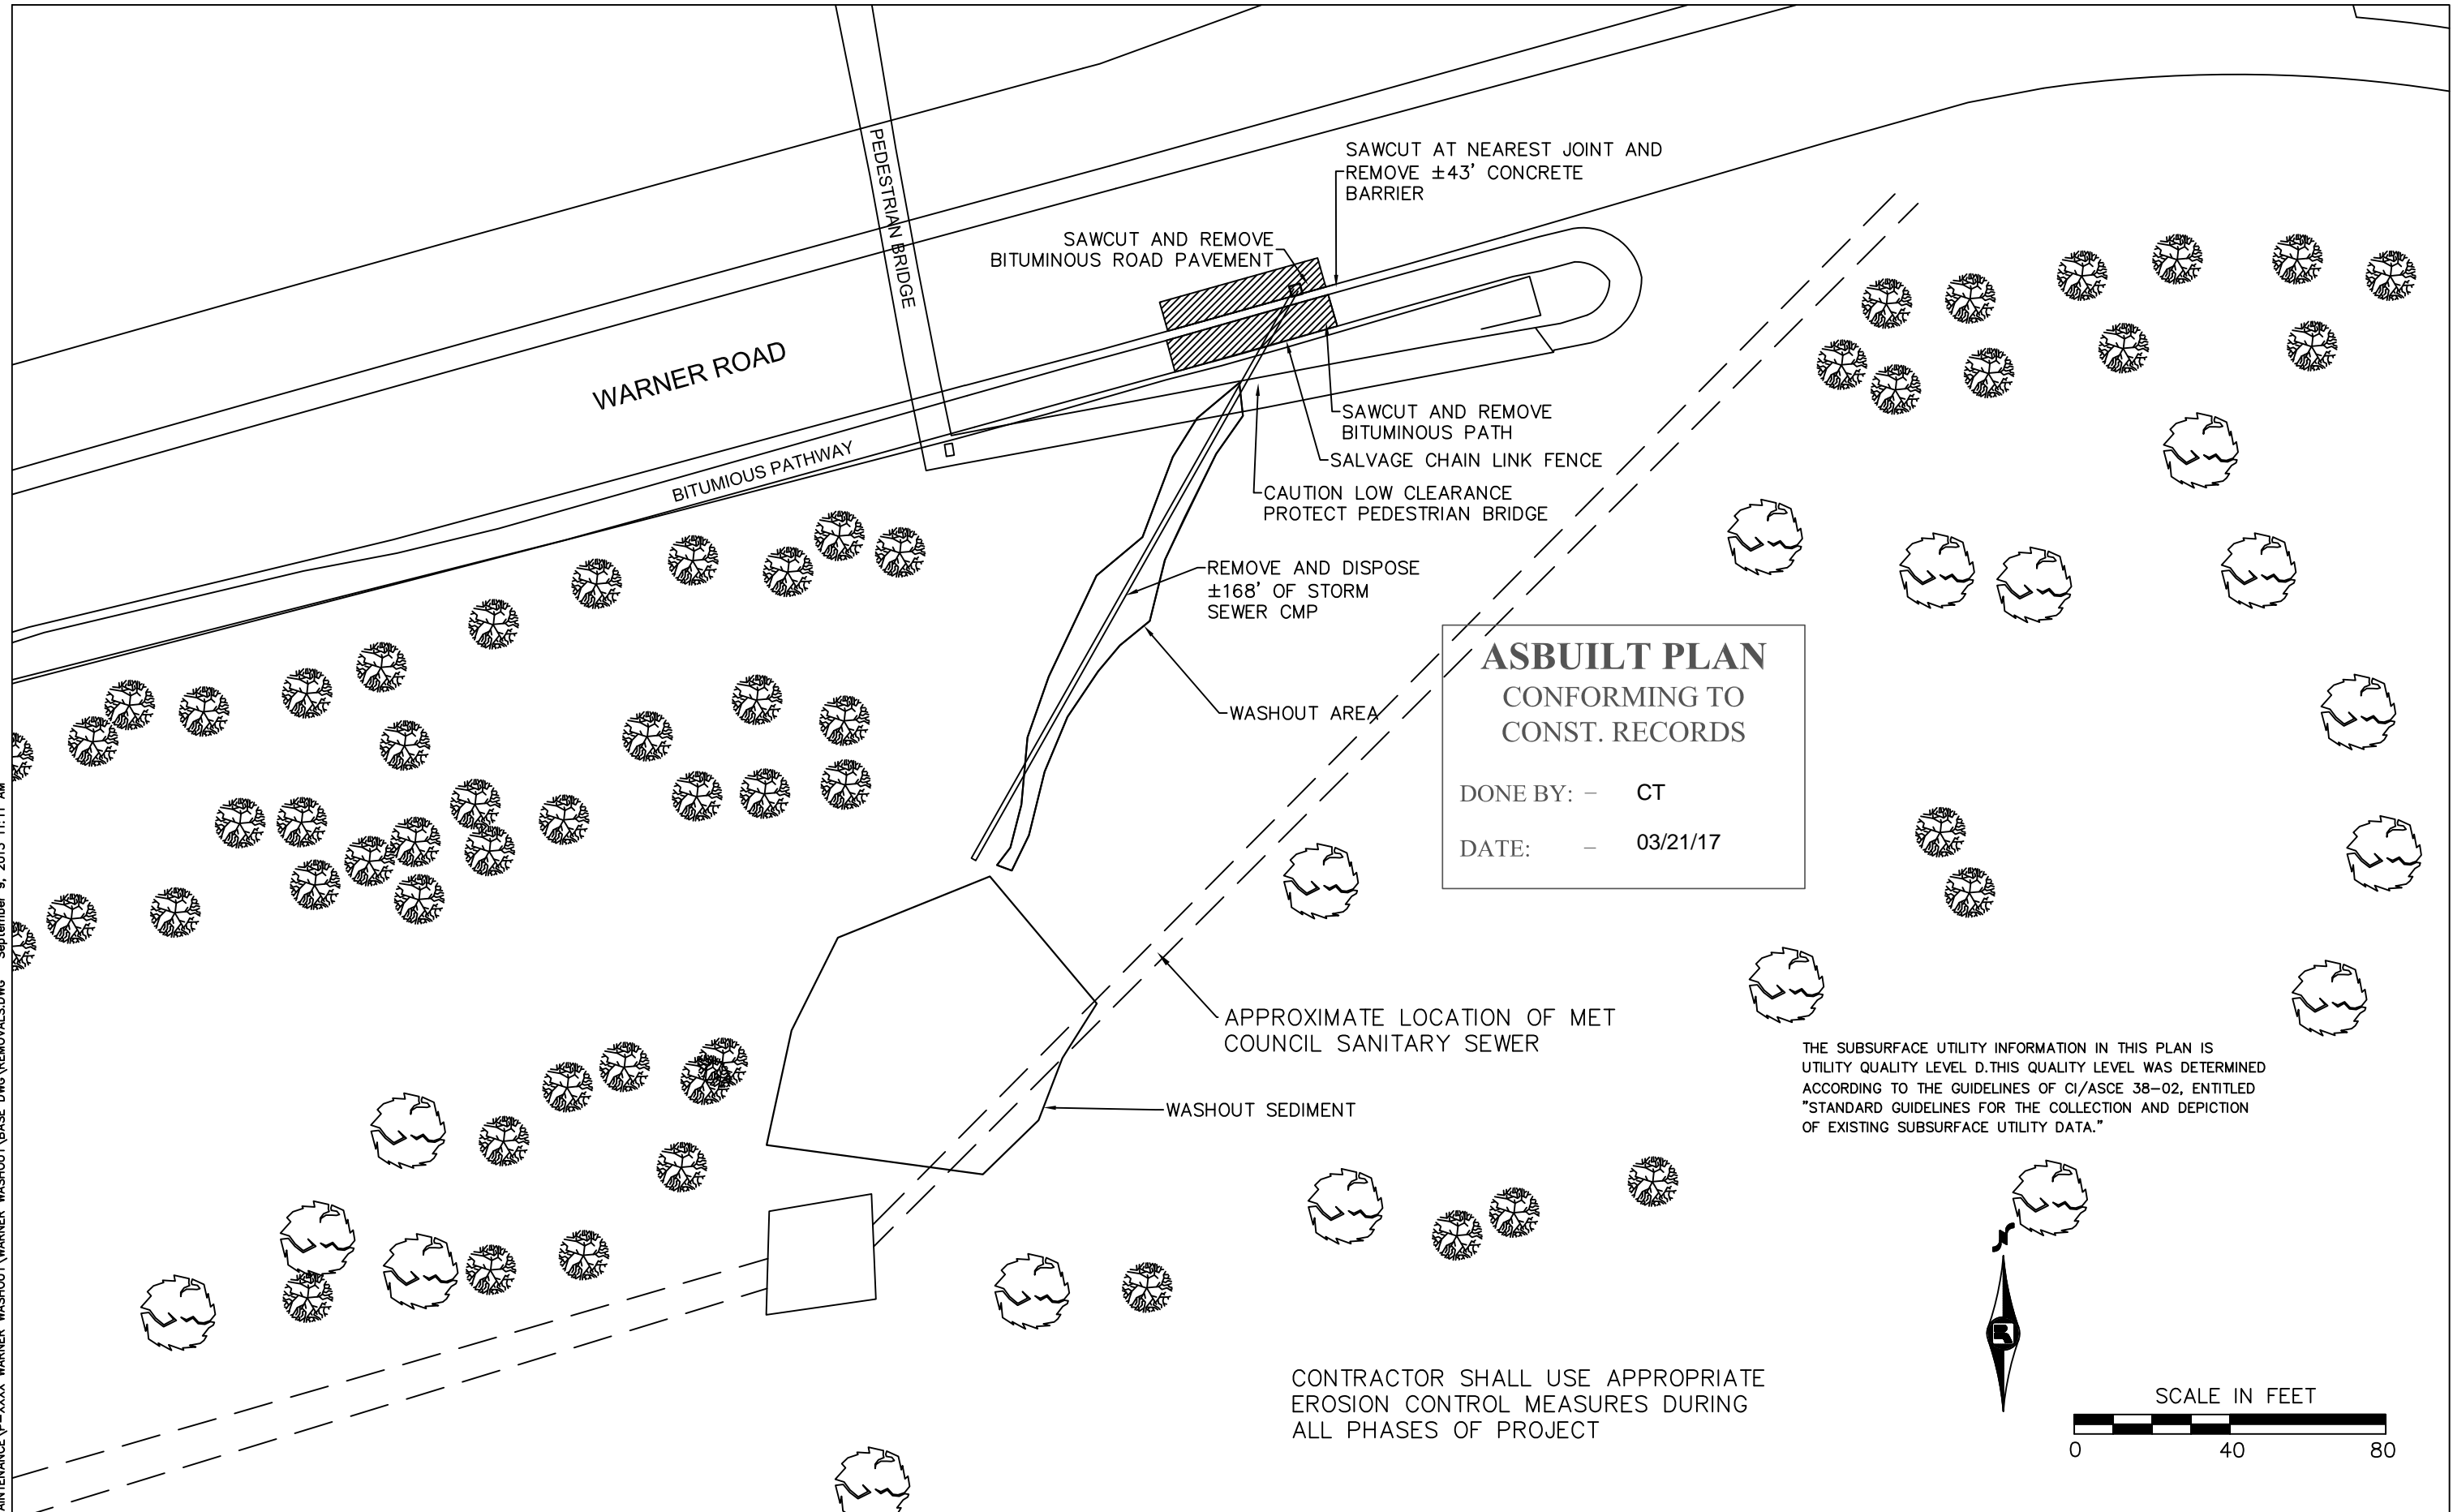 SAWCUT AT NEAREST JOINT AND
REMOVE ±43' CONCRETE
BARRIER
PEDESTRIAN BRIDGE
SAWCUT AND REMOVE
BITUMINOUS ROAD PAVEMENT
WARNER ROAD
BITUMIOUS PATHWAY
SAWCUT AND REMOVE
BITUMINOUS PATH
SALVAGE CHAIN LINK FENCE
CAUTION LOW CLEARANCE
PROTECT PEDESTRIAN BRIDGE
REMOVE AND DISPOSE
±168' OF STORM
SEWER CMP
WASHOUT AREA
ASBUILT PLAN
CONFORMING TO
CONST. RECORDS
DONE BY: – CT
DATE: – 03/21/17
APPROXIMATE LOCATION OF MET
COUNCIL SANITARY SEWER
WASHOUT SEDIMENT
THE SUBSURFACE UTILITY INFORMATION IN THIS PLAN IS
UTILITY QUALITY LEVEL D.THIS QUALITY LEVEL WAS DETERMINED
ACCORDING TO THE GUIDELINES OF CI/ASCE 38-02, ENTITLED
"STANDARD GUIDELINES FOR THE COLLECTION AND DEPICTION
OF EXISTING SUBSURFACE UTILITY DATA."
N
CONTRACTOR SHALL USE APPROPRIATE
EROSION CONTROL MEASURES DURING
ALL PHASES OF PROJECT
SCALE IN FEET
0 40 80